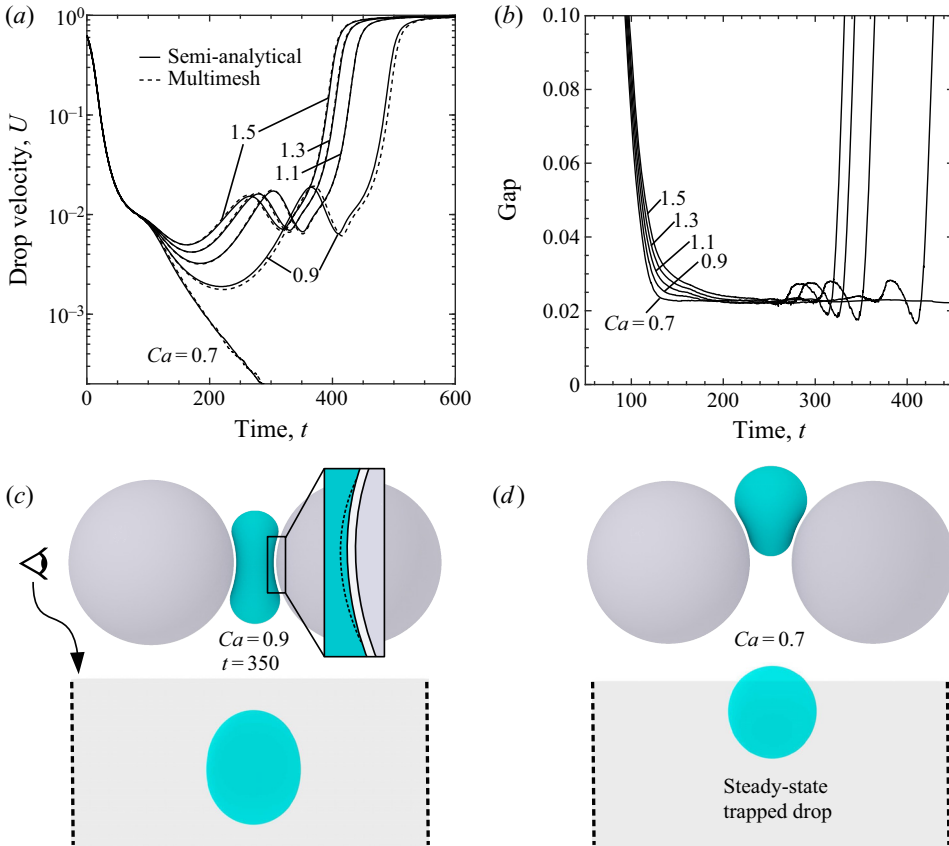 (a)
10⁰
10⁻¹
10⁻²
10⁻³
Drop velocity, U
Semi-analytical
Multimesh
1.5
1.3
1.1
0.9
Ca = 0.7
0
200
400
600
Time, t
(b)
0.10
0.08
0.06
0.04
0.02
0
Gap
1.5
1.3
1.1
0.9
Ca = 0.7
100
200
300
400
Time, t
(c)
Ca = 0.9
t = 350
(d)
Ca = 0.7
Steady-state
trapped drop